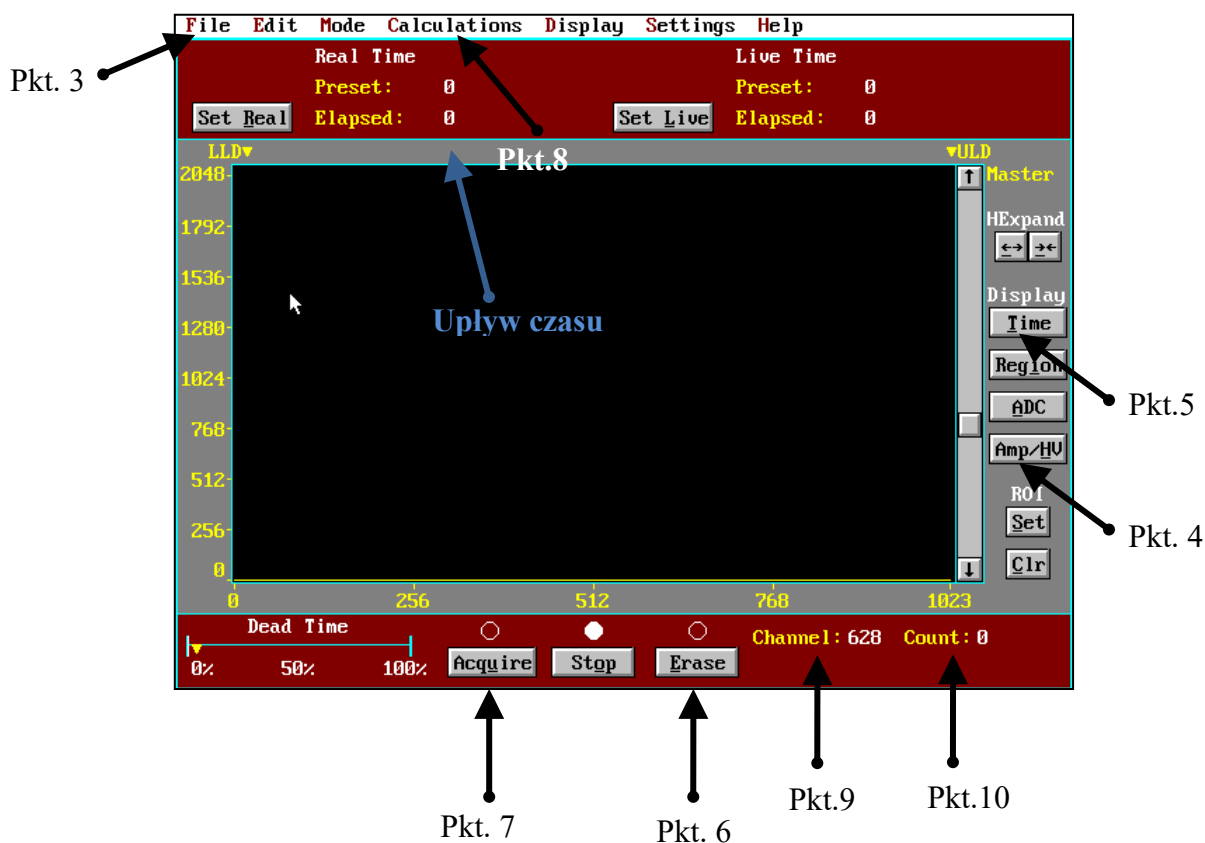 File Edit Mode Calculations Display Settings Help
Real Time Live Time
Pkt. 3
Preset: 0 Preset: 0
Set Real Elapsed: 0 Set Live Elapsed: 0
LLD▼ Pkt.8 ▼ULD
2048 ↑ Master
1792 HExpand
←→ →←
1536
Display
1280 Upływ czasu Time
1024 Region
ADC Pkt.5
768
Amp/HV
512
ROI
Set Pkt. 4
256
0 ↓ Clr
0 256 512 768 1023
Dead Time
Channel: 628 Count: 0
0% 50% 100% Acquire Stop Erase
Pkt.9 Pkt.10
Pkt. 7 Pkt. 6